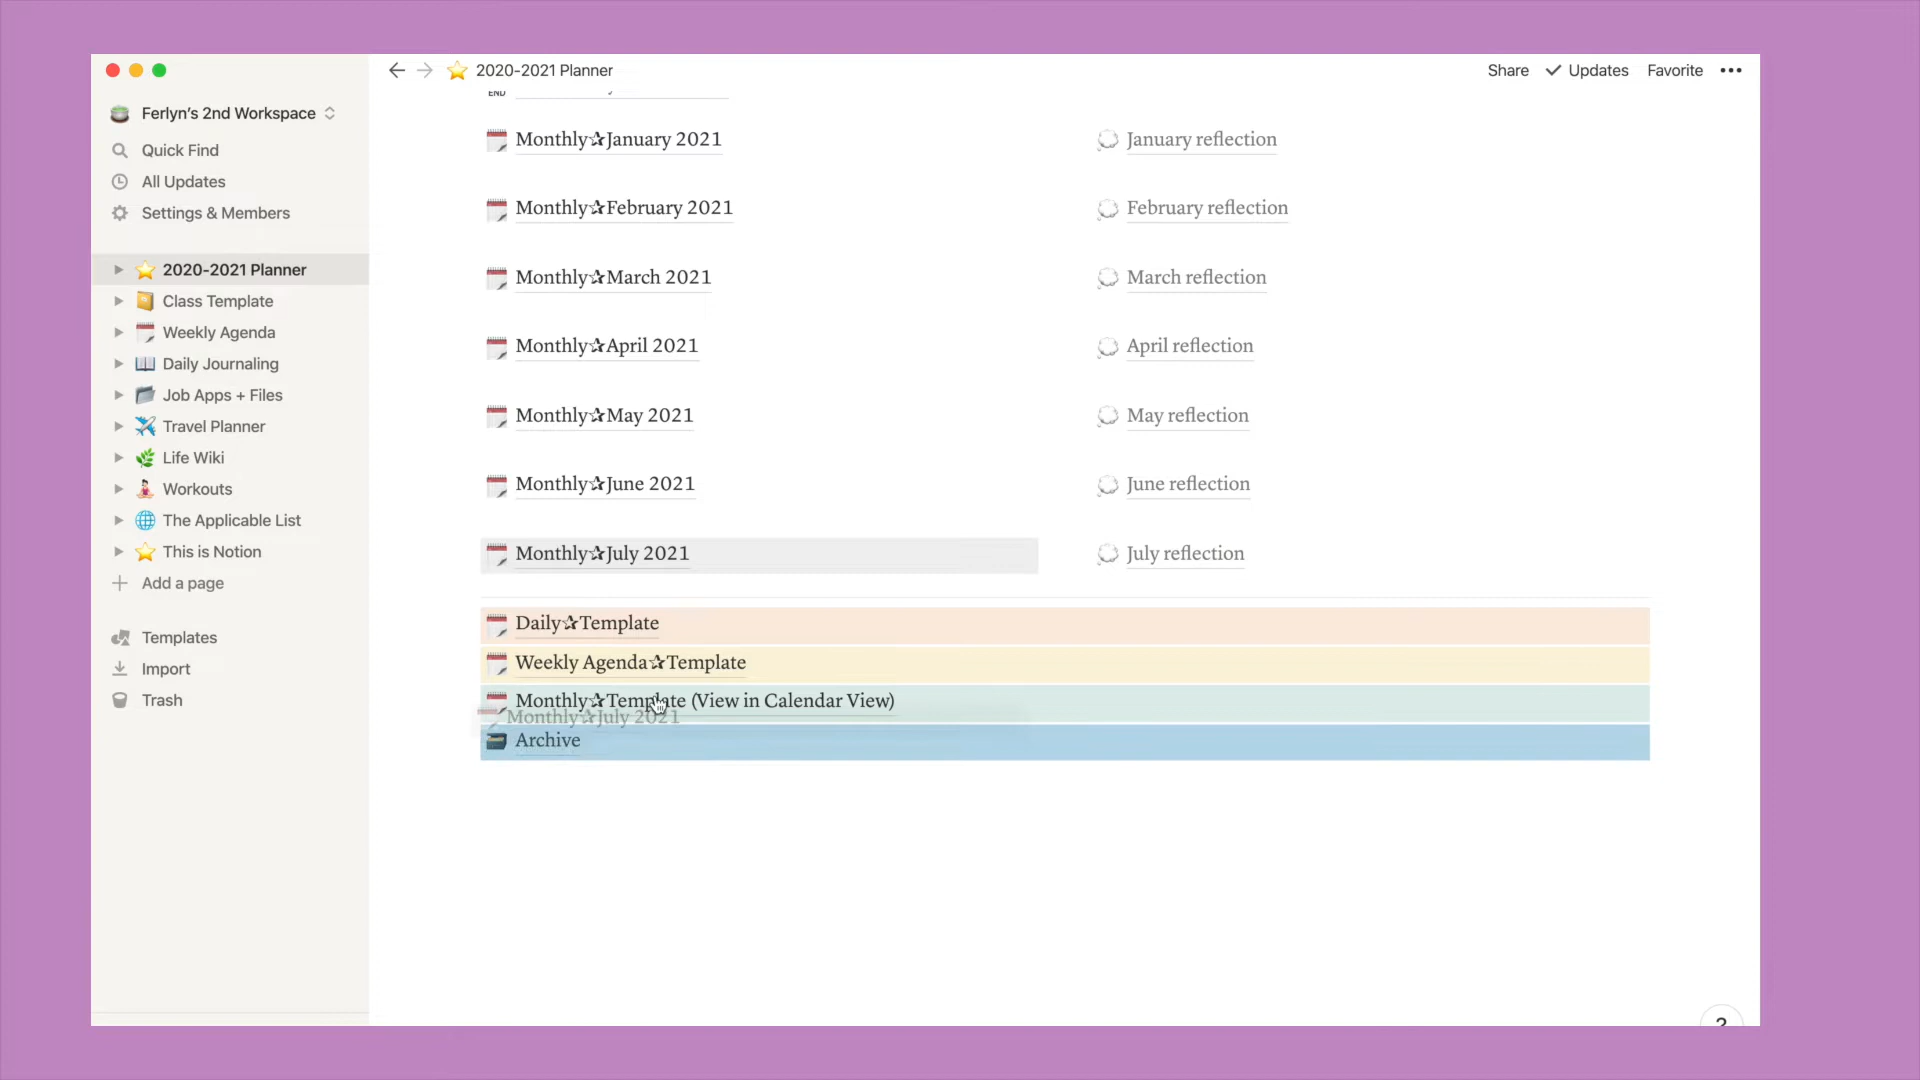 2020-2021 Planner
Share
Updates
Favorite
Ferlyn's 2nd Workspace
Quick Find
All Updates
Settings & Members
2020-2021 Planner
Class Template
Weekly Agenda
Daily Journaling
Job Apps + Files
Travel Planner
Life Wiki
Workouts
The Applicable List
This is Notion
Add a page
Templates
Import
Trash
END
Monthly✰January 2021
January reflection
Monthly✰February 2021
February reflection
Monthly✰March 2021
March reflection
Monthly✰April 2021
April reflection
Monthly✰May 2021
May reflection
Monthly✰June 2021
June reflection
Monthly✰July 2021
July reflection
Daily✰Template
Weekly Agenda✰Template
Monthly✰Template (View in Calendar View)
Monthly✰July 2021
Archive
?